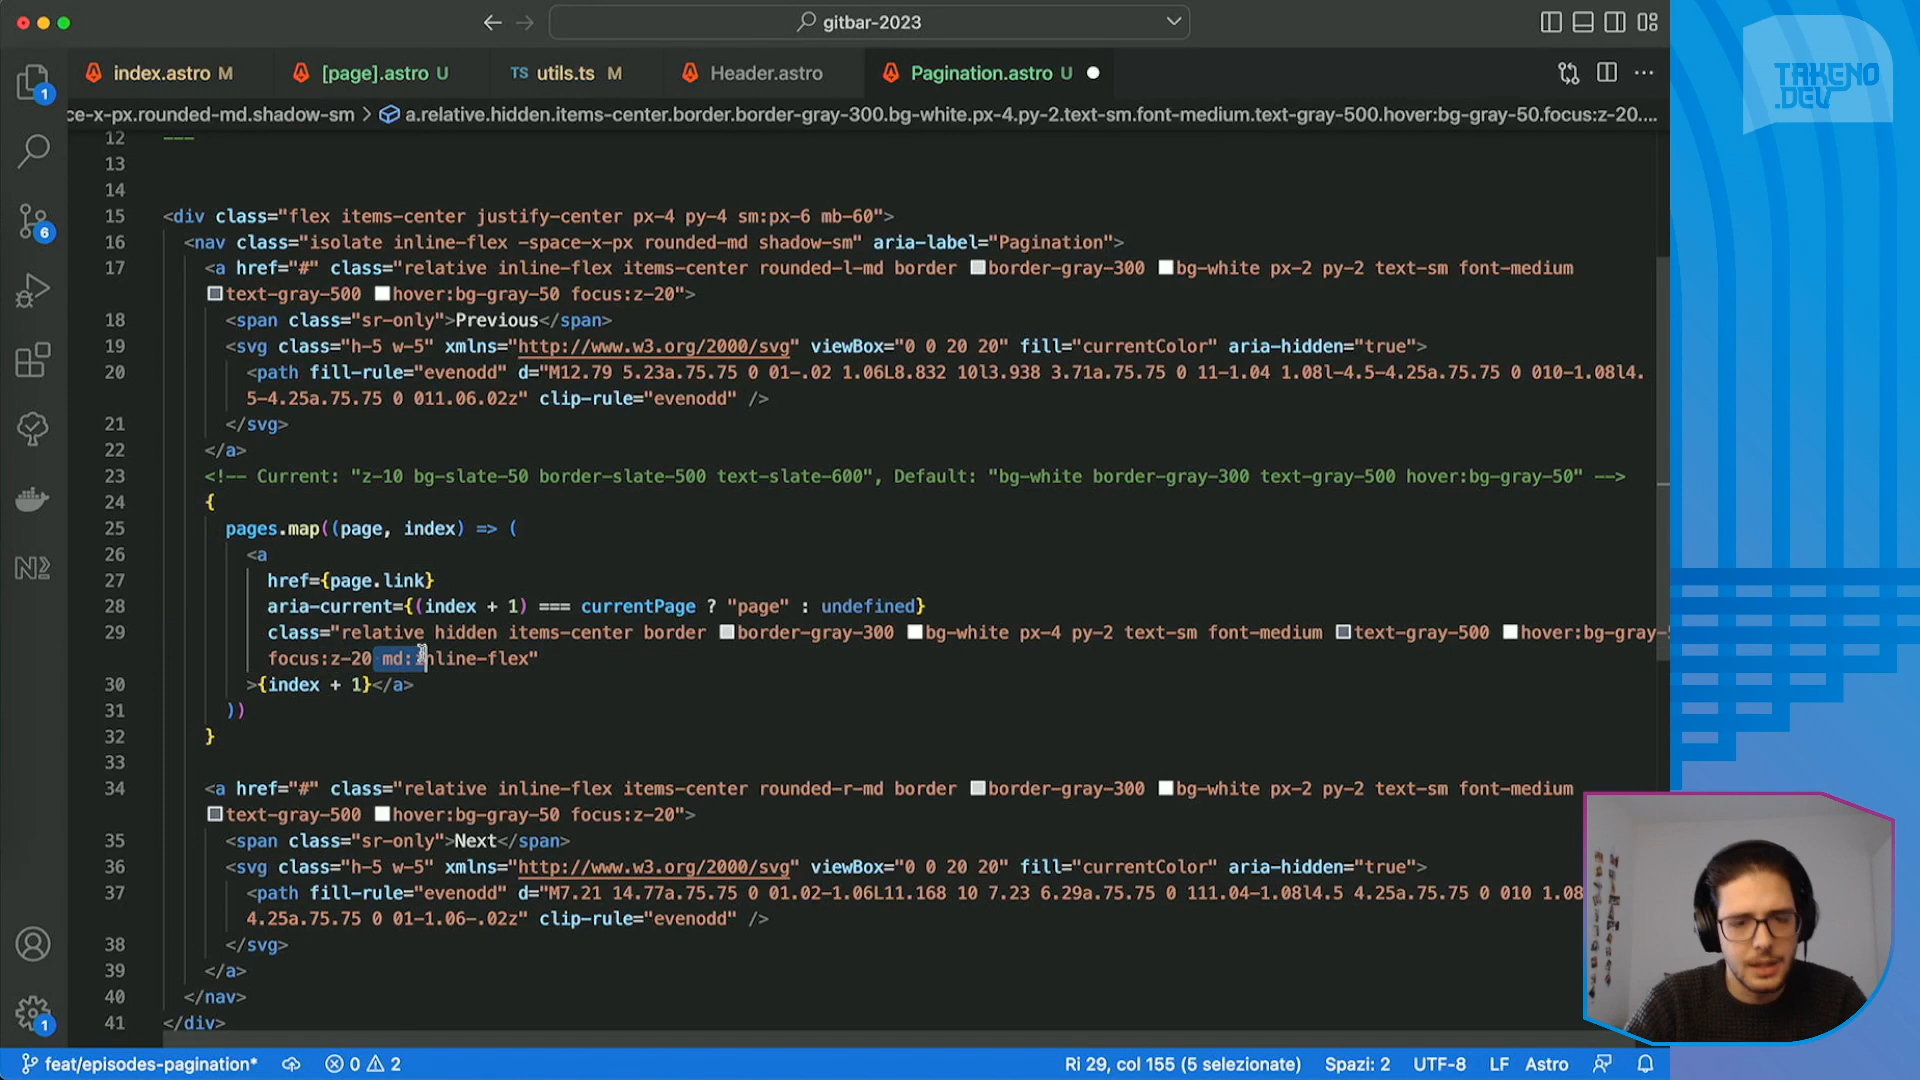 gitbar-2023
index.astro M
[page].astro U
TS utils.ts M
Header.astro
Pagination.astro U
ce-x-px.rounded-md.shadow-sm > a.relative.hidden.items-center.border.border-gray-300.bg-white.px-4.py-2.text-sm.font-medium.text-gray-500.hover:bg-gray-50.focus:z-20....
TAKENO
.DEV
12 ---
13
14
15 <div class="flex items-center justify-center px-4 py-4 sm:px-6 mb-60">
16 <nav class="isolate inline-flex -space-x-px rounded-md shadow-sm" aria-label="Pagination">
17 <a href="#" class="relative inline-flex items-center rounded-l-md border border-gray-300 bg-white px-2 py-2 text-sm font-medium
text-gray-500 hover:bg-gray-50 focus:z-20">
18 <span class="sr-only">Previous</span>
19 <svg class="h-5 w-5" xmlns="http://www.w3.org/2000/svg" viewBox="0 0 20 20" fill="currentColor" aria-hidden="true">
20 <path fill-rule="evenodd" d="M12.79 5.23a.75.75 0 01-.02 1.06L8.832 10l3.938 3.71a.75.75 0 11-1.04 1.08l-4.5-4.25a.75.75 0 010-1.08l4.
5-4.25a.75.75 0 011.06.02z" clip-rule="evenodd" />
21 </svg>
22 </a>
23 <!-- Current: "z-10 bg-slate-50 border-slate-500 text-slate-600", Default: "bg-white border-gray-300 text-gray-500 hover:bg-gray-50" -->
24 {
25 pages.map((page, index) => (
26 <a
27 href={page.link}
28 aria-current={(index + 1) === currentPage ? "page" : undefined}
29 class="relative hidden items-center border border-gray-300 bg-white px-4 py-2 text-sm font-medium text-gray-500 hover:bg-gray-5
focus:z-20 md:inline-flex"
30 >{index + 1}</a>
31 ))
32 }
33
34 <a href="#" class="relative inline-flex items-center rounded-r-md border border-gray-300 bg-white px-2 py-2 text-sm font-medium
text-gray-500 hover:bg-gray-50 focus:z-20">
35 <span class="sr-only">Next</span>
36 <svg class="h-5 w-5" xmlns="http://www.w3.org/2000/svg" viewBox="0 0 20 20" fill="currentColor" aria-hidden="true">
37 <path fill-rule="evenodd" d="M7.21 14.77a.75.75 0 01.02-1.06L11.168 10 7.23 6.29a.75.75 0 111.04-1.08l4.5 4.25a.75.75 0 010 1.08
4.25a.75.75 0 01-1.06-.02z" clip-rule="evenodd" />
38 </svg>
39 </a>
40 </nav>
41 </div>
1
6
1
feat/episodes-pagination* 0 2 Ri 29, col 155 (5 selezionate) Spazi: 2 UTF-8 LF Astro